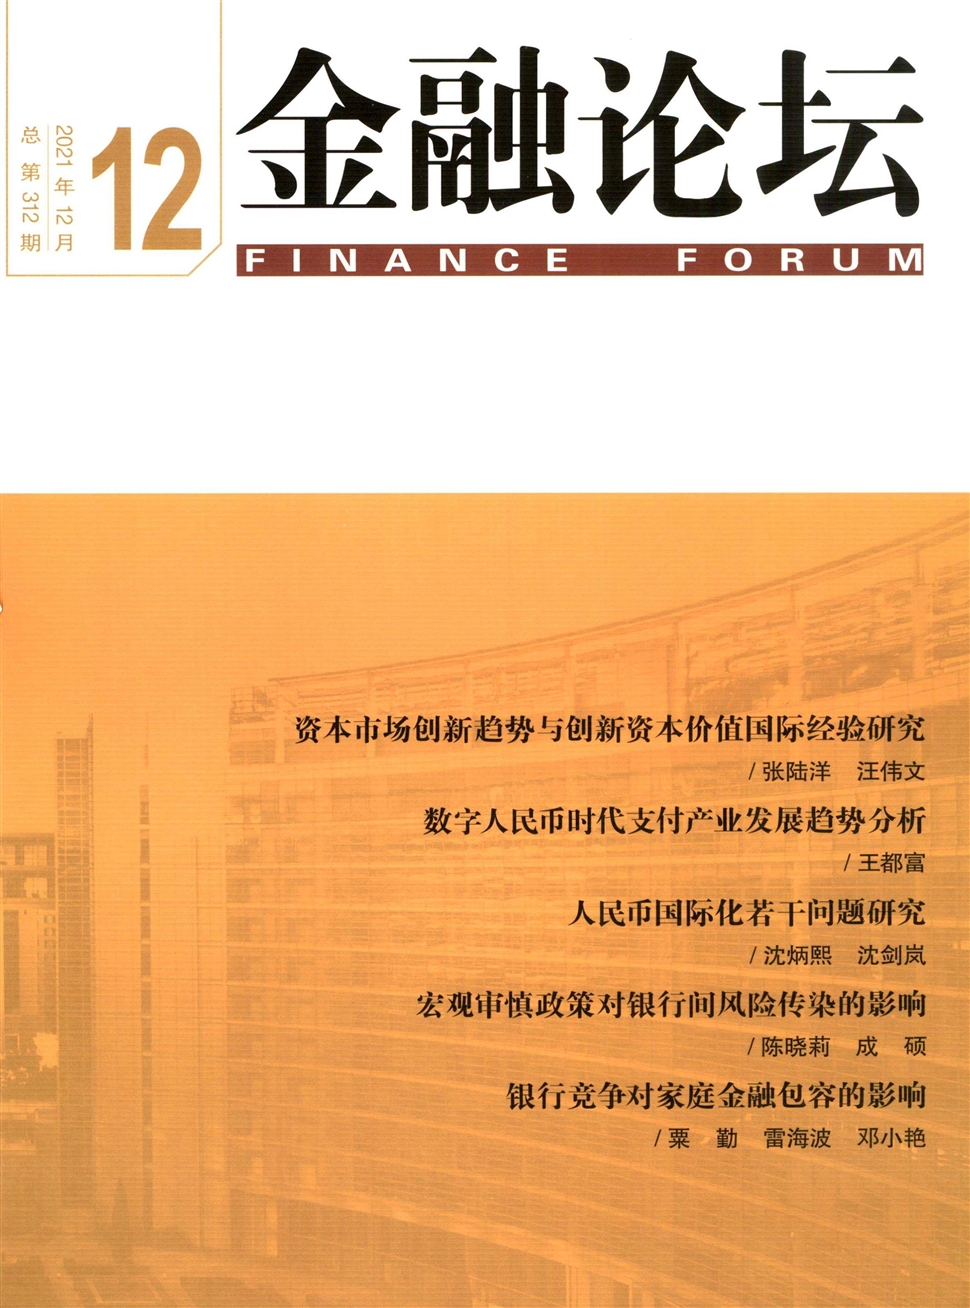 金融论坛
FINANCE FORUM
12
2021年12月
总 第312期
资本市场创新趋势与创新资本价值国际经验研究
/ 张陆洋 汪伟文
数字人民币时代支付产业发展趋势分析
/ 王都富
人民币国际化若干问题研究
/ 沈炳熙 沈剑岚
宏观审慎政策对银行间风险传染的影响
/ 陈晓莉 成 硕
银行竞争对家庭金融包容的影响
/ 粟 勤 雷海波 邓小艳